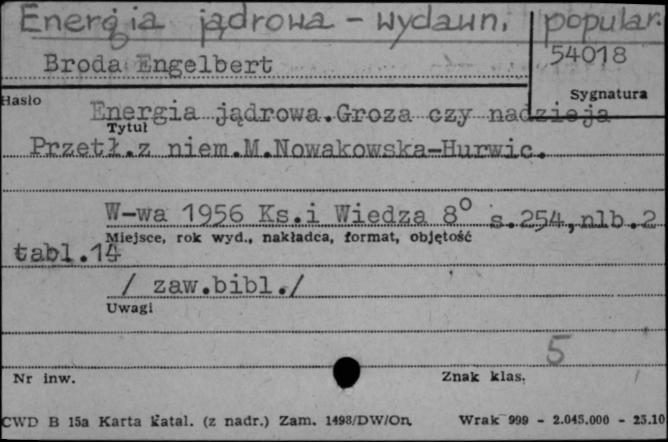 Energia jądrowa - wydawn. popular.
Broda Engelbert
54018
Hasło
Sygnatura
Energia jądrowa.Groza czy nadzieja
Tytuł
Przetł.z niem.M.Nowakowska-Hurwic.
W-wa 1956 Ks.i Wiedza 8° s.254,nlb.2
Miejsce, rok wyd., nakładca, format, objętość
tabl.14
/ zaw.bibl./
Uwagi
5
Nr inw.
Znak klas.
CWD B 15a Karta katal. (z nadr.) Zam. 1498/DW/On. Wrak 999 - 2.045.000 - 25.10